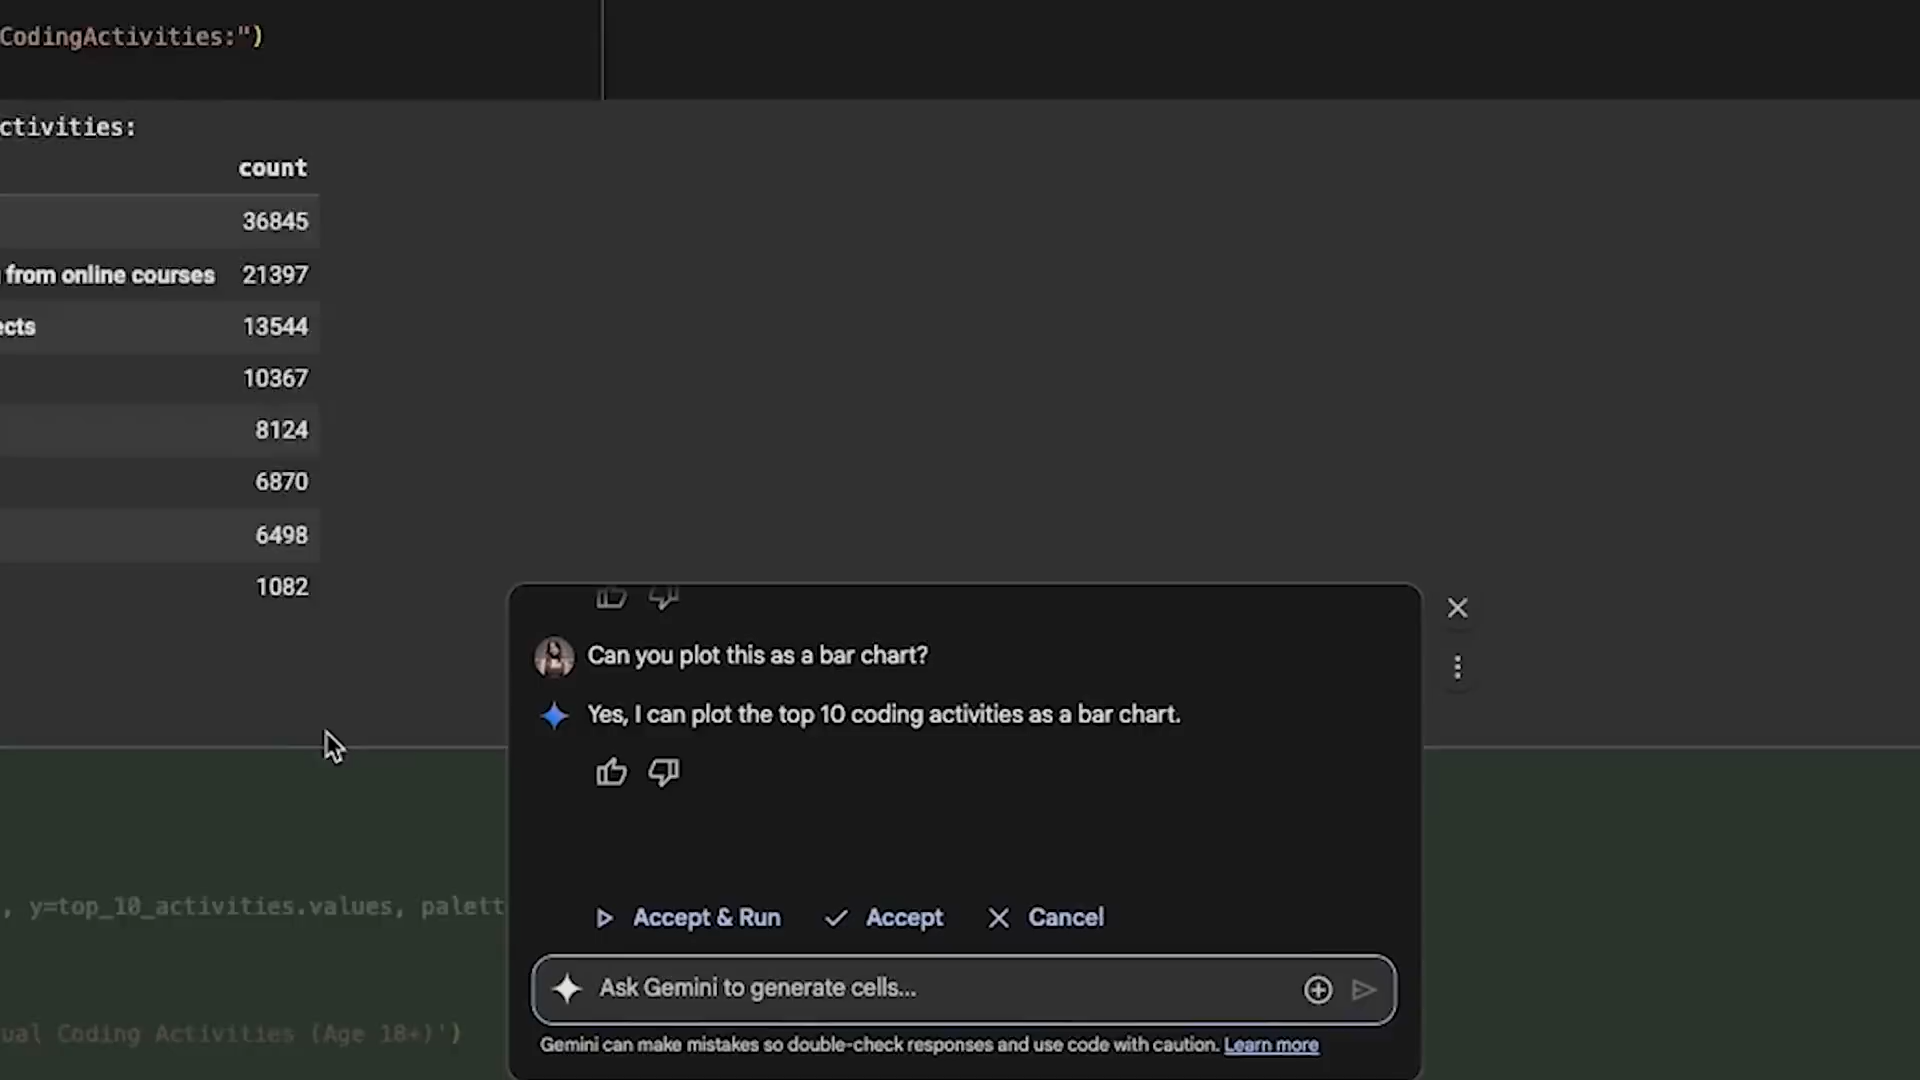 CodingActivities:")
ctivities:
count
36845
from online courses 21397
ects 13544
10367
8124
6870
6498
1082
Can you plot this as a bar chart?
Yes, I can plot the top 10 coding activities as a bar chart.
Accept & Run Accept Cancel
, y=top_10_activities.values, palett
Ask Gemini to generate cells...
ual Coding Activities (Age 18+)')
Gemini can make mistakes so double-check responses and use code with caution. Learn more